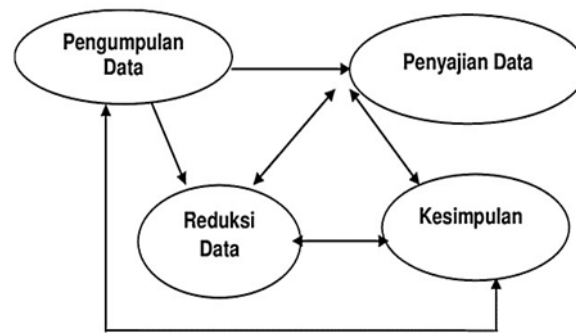 Pengumpulan
Data
Penyajian Data
Reduksi
Data
Kesimpulan